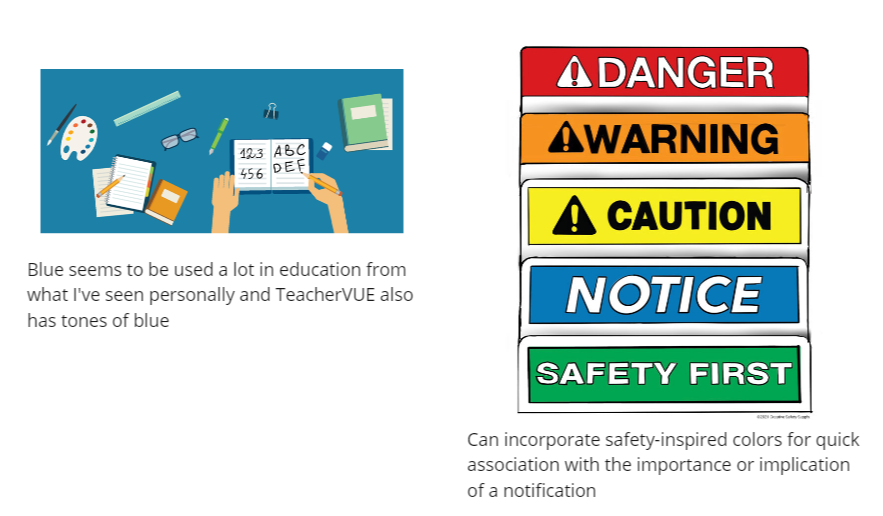 123
456
ABC
DEF
Blue seems to be used a lot in education from
what I've seen personally and TeacherVUE also
has tones of blue
DANGER
WARNING
CAUTION
NOTICE
SAFETY FIRST
Can incorporate safety-inspired colors for quick
association with the importance or implication
of a notification